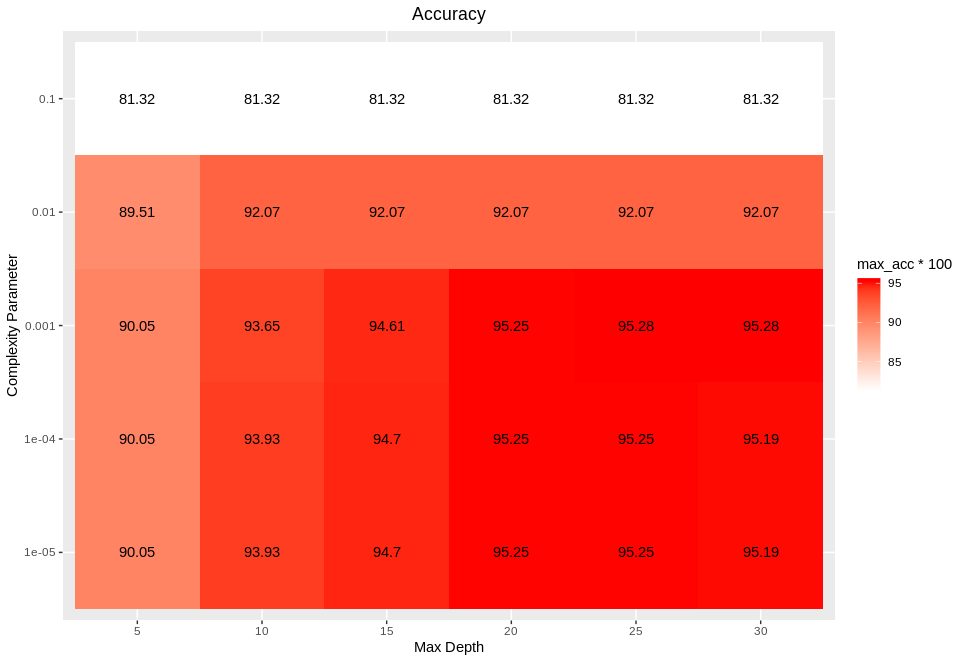 Accuracy
Complexity Parameter
0.1
81.32 81.32 81.32 81.32 81.32 81.32
0.01
89.51 92.07 92.07 92.07 92.07 92.07
0.001
90.05 93.65 94.61 95.25 95.28 95.28
1e-04
90.05 93.93 94.7 95.25 95.25 95.19
1e-05
90.05 93.93 94.7 95.25 95.25 95.19
5 10 15 20 25 30
Max Depth
max_acc * 100
95
90
85